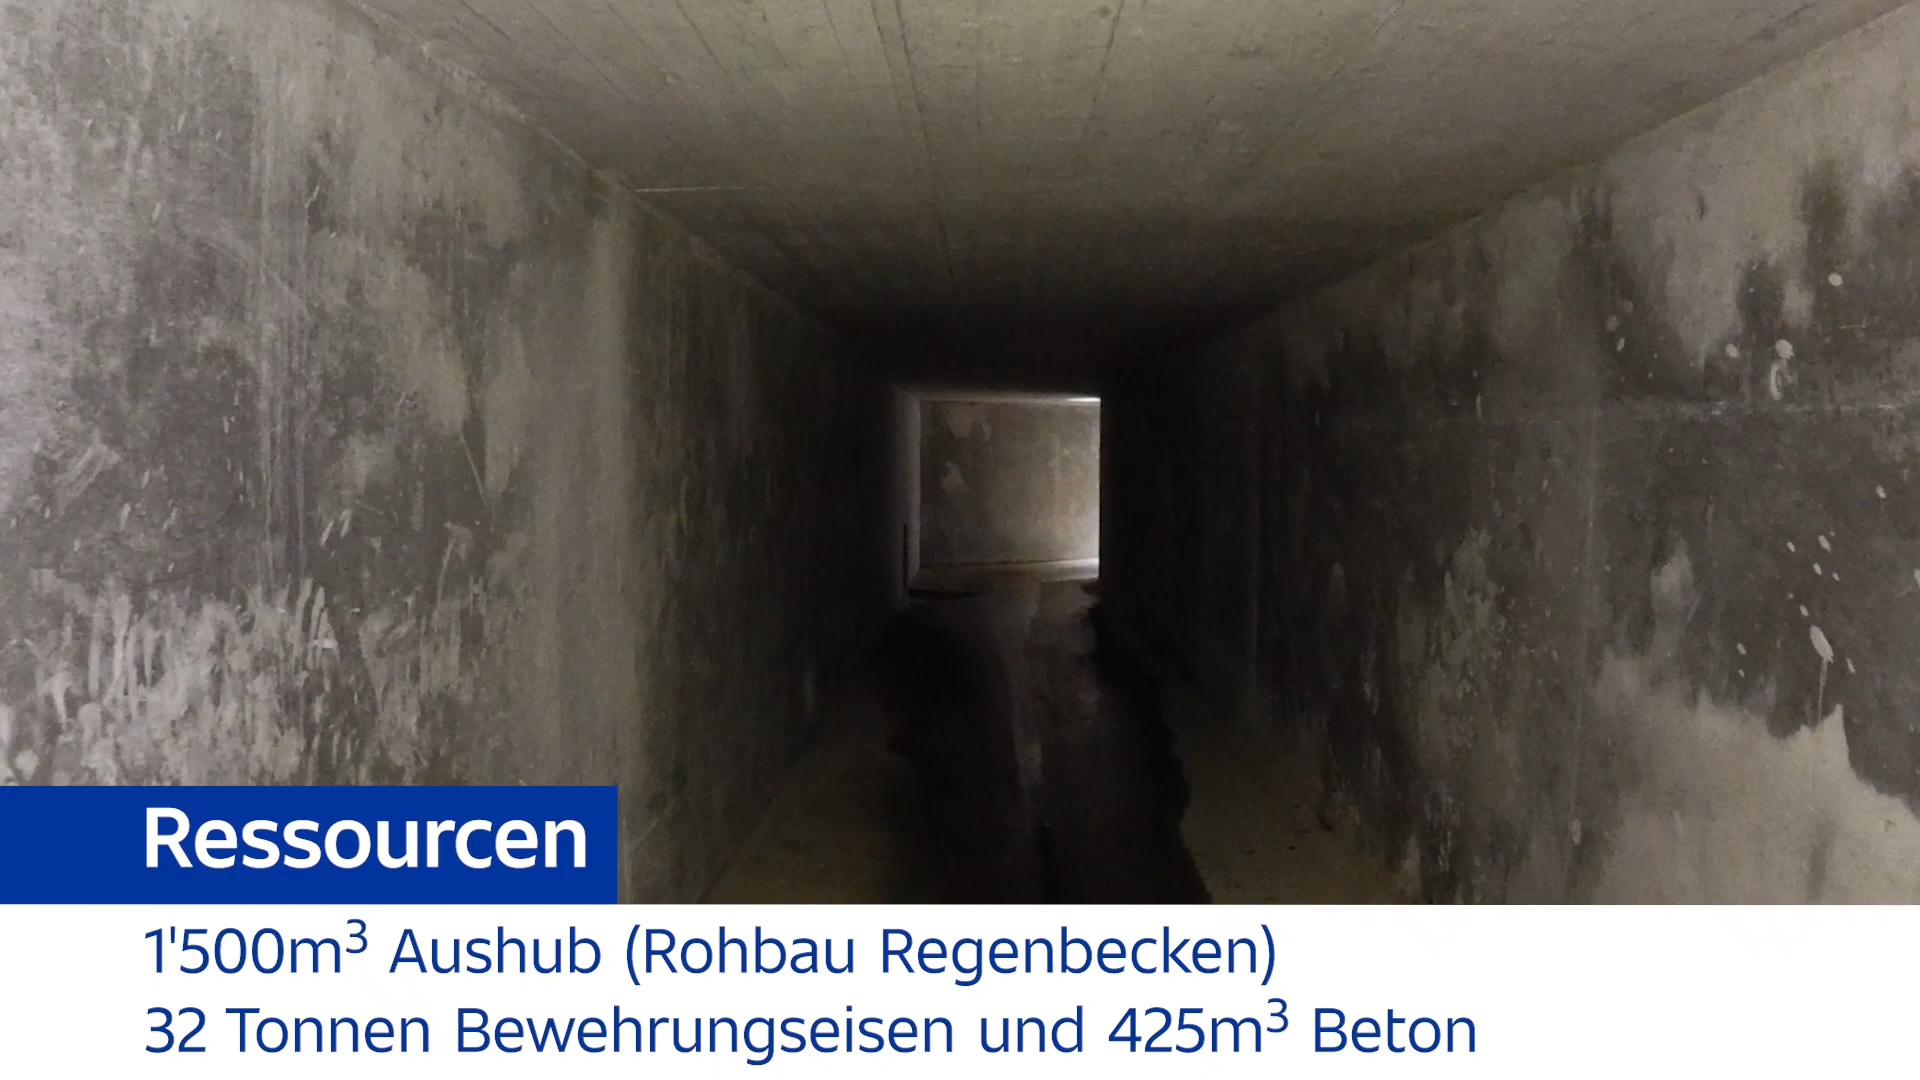 Ressourcen
1'500m³ Aushub (Rohbau Regenbecken)
32 Tonnen Bewehrungseisen und 425m³ Beton